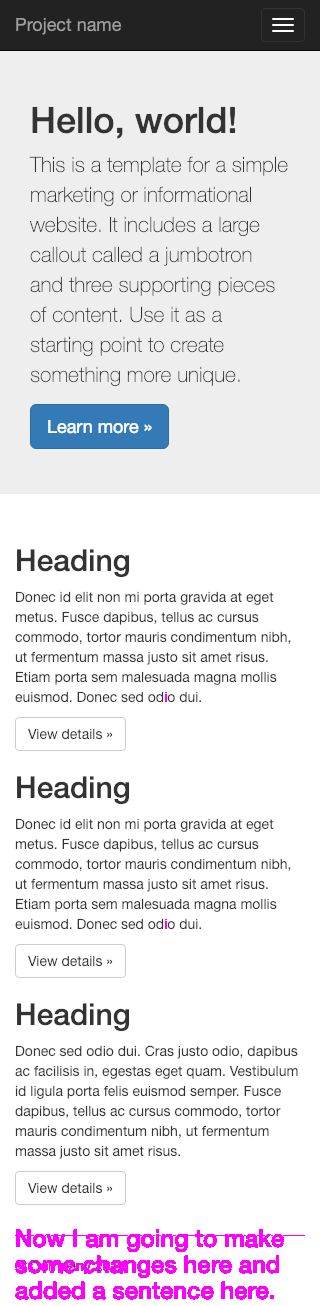 Project name
Hello, world!
This is a template for a simple
marketing or informational
website. It includes a large
callout called a jumbotron
and three supporting pieces
of content. Use it as a
starting point to create
something more unique.
Learn more »
Heading
Donec id elit non mi porta gravida at eget
metus. Fusce dapibus, tellus ac cursus
commodo, tortor mauris condimentum nibh,
ut fermentum massa justo sit amet risus.
Etiam porta sem malesuada magna mollis
euismod. Donec sed odio dui.
View details »
Heading
Donec id elit non mi porta gravida at eget
metus. Fusce dapibus, tellus ac cursus
commodo, tortor mauris condimentum nibh,
ut fermentum massa justo sit amet risus.
Etiam porta sem malesuada magna mollis
euismod. Donec sed odio dui.
View details »
Heading
Donec sed odio dui. Cras justo odio, dapibus
ac facilisis in, egestas eget quam. Vestibulum
id ligula porta felis euismod semper. Fusce
dapibus, tellus ac cursus commodo, tortor
mauris condimentum nibh, ut fermentum
massa justo sit amet risus.
View details »
Now I am going to make
some changes here and
added a sentence here.